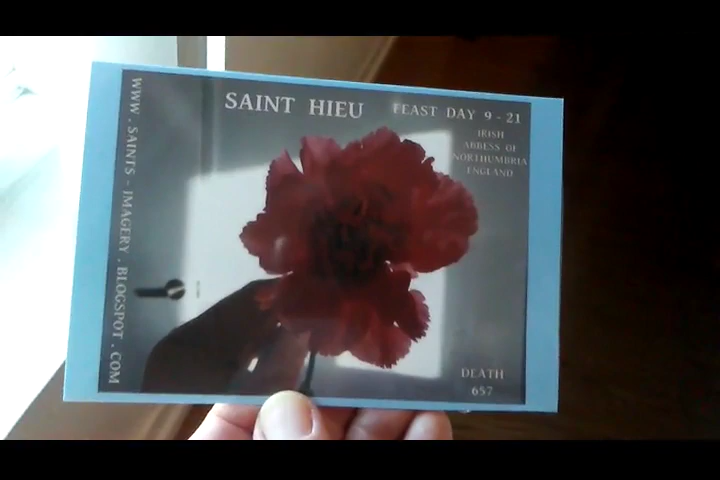 SAINT HIEU
FEAST DAY 9-21
IRISH
ABBESS OF
NORTHUMBRIA
ENGLAND
WWW.SAINTS-IMAGERY.BLOGSPOT.COM
DEATH
657